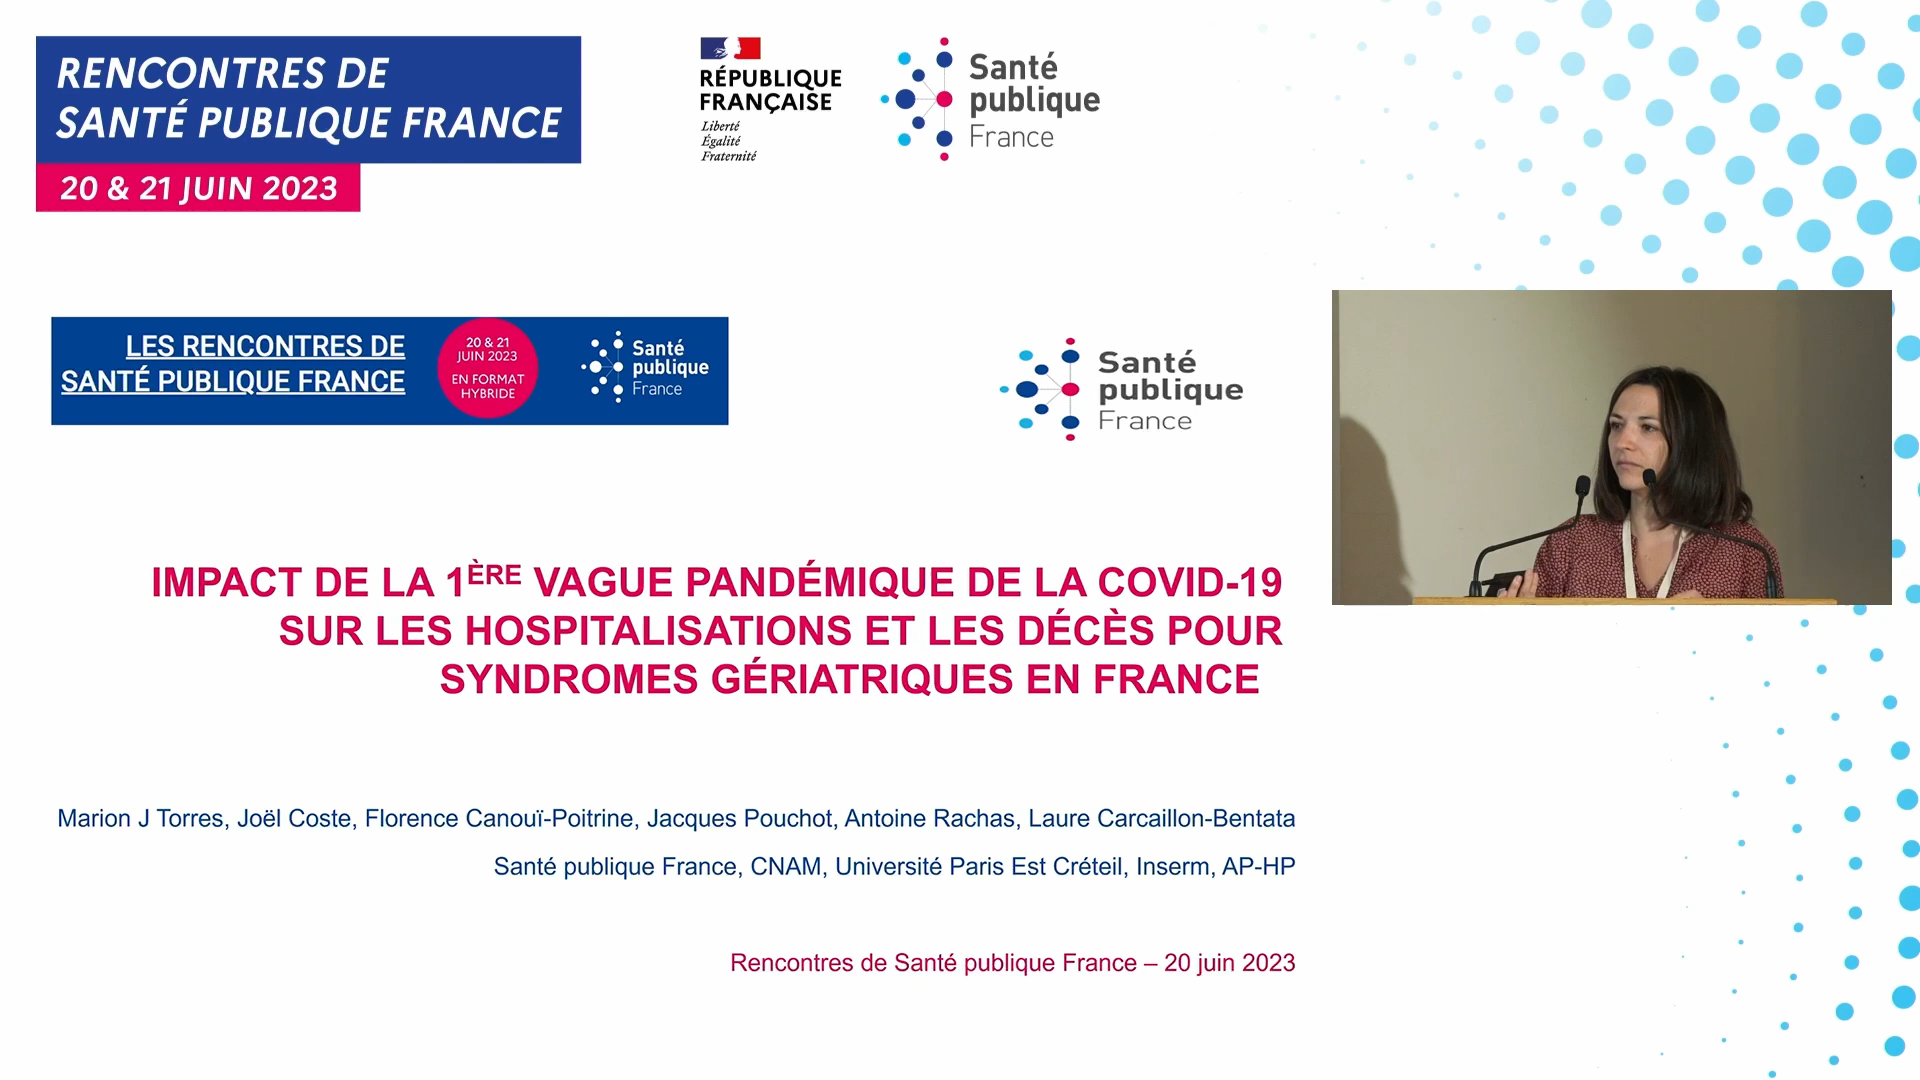 RENCONTRES DE
SANTÉ PUBLIQUE FRANCE
20 & 21 JUIN 2023
RÉPUBLIQUE
FRANÇAISE
Liberté
Égalité
Fraternité
Santé
publique
France
LES RENCONTRES DE
SANTÉ PUBLIQUE FRANCE
20 & 21
JUIN 2023
EN FORMAT
HYBRIDE
Santé
publique
France
Santé
publique
France
IMPACT DE LA 1ÈRE VAGUE PANDÉMIQUE DE LA COVID-19
SUR LES HOSPITALISATIONS ET LES DÉCÈS POUR
SYNDROMES GÉRIATRIQUES EN FRANCE
Marion J Torres, Joël Coste, Florence Canouï-Poitrine, Jacques Pouchot, Antoine Rachas, Laure Carcaillon-Bentata
Santé publique France, CNAM, Université Paris Est Créteil, Inserm, AP-HP
Rencontres de Santé publique France – 20 juin 2023